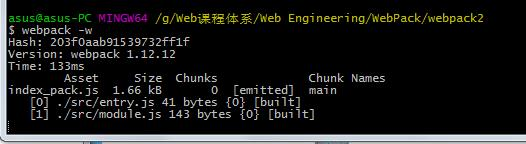 asus@asus-PC MINGW64 /g/Web课程体系/Web Engineering/WebPack/webpack2
$ webpack -w
Hash: 203f0aab91539732ff1f
Version: webpack 1.12.12
Time: 133ms
Asset Size Chunks Chunk Names
index_pack.js 1.66 kB 0 [emitted] main
[0] ./src/entry.js 41 bytes {0} [built]
[1] ./src/module.js 143 bytes {0} [built]